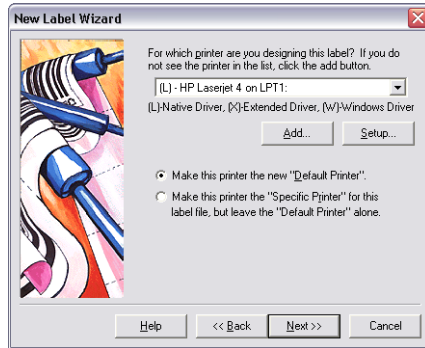 New Label Wizard
For which printer are you designing this label? If you do
not see the printer in the list, click the add button.
(L) - HP Laserjet 4 on LPT1:
(L)-Native Driver, (X)-Extended Driver, (W)-Windows Driver
Add...
Setup...
Make this printer the new "Default Printer".
Make this printer the "Specific Printer" for this
label file, but leave the "Default Printer" alone.
Help
<< Back
Next >>
Cancel